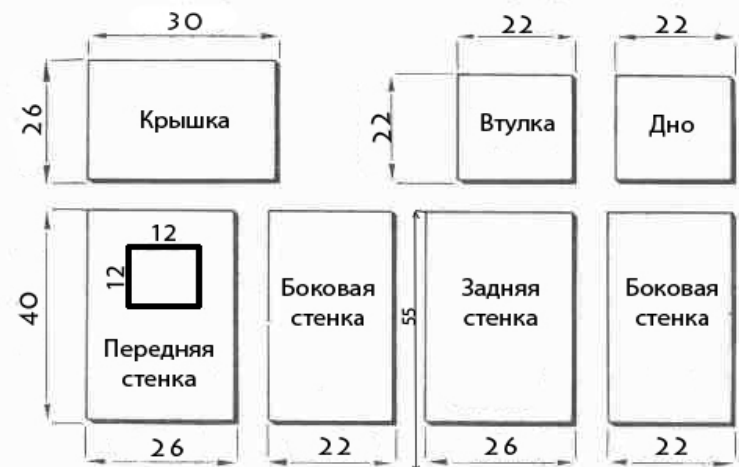 30
22
22
26
Крышка
22
Втулка
Дно
12
12
40
Передняя
стенка
Боковая
стенка
55
Задняя
стенка
Боковая
стенка
26
22
26
22